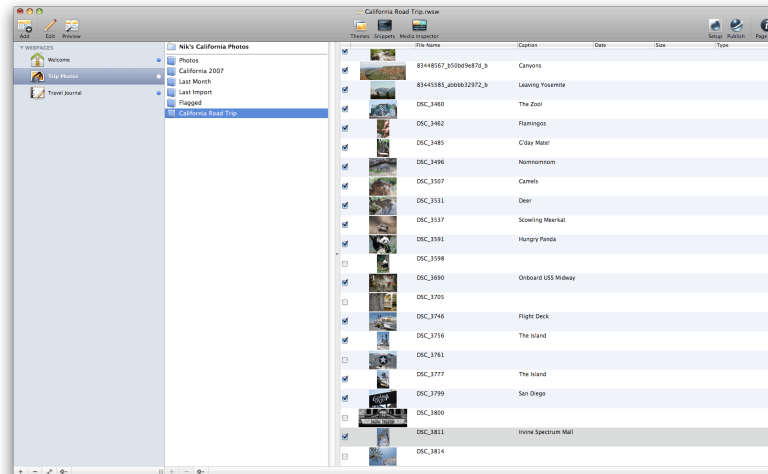 California Road Trip.rwsw
Add Edit Preview Themes Snippets Media Inspector Setup Publish Page
WEBPAGES
Welcome
Trip Photos
Travel Journal
Nik's California Photos
Photos
California 2007
Last Month
Last Import
Flagged
California Road Trip
File Name Caption Date Size Type
83448567_b50bd9e87d_b Canyons
83445585_abbbb32972_b Leaving Yosemite
DSC_3460 The Zoo!
DSC_3462 Flamingos
DSC_3485 G'day Mate!
DSC_3496 Nomnomnom
DSC_3507 Camels
DSC_3531 Deer
DSC_3537 Scowling Meerkat
DSC_3591 Hungry Panda
DSC_3598
DSC_3690 Onboard USS Midway
DSC_3705
DSC_3746 Flight Deck
DSC_3756 The Island
DSC_3761
DSC_3777 The Island
DSC_3799 San Diego
DSC_3800
DSC_3811 Irvine Spectrum Mall
DSC_3814